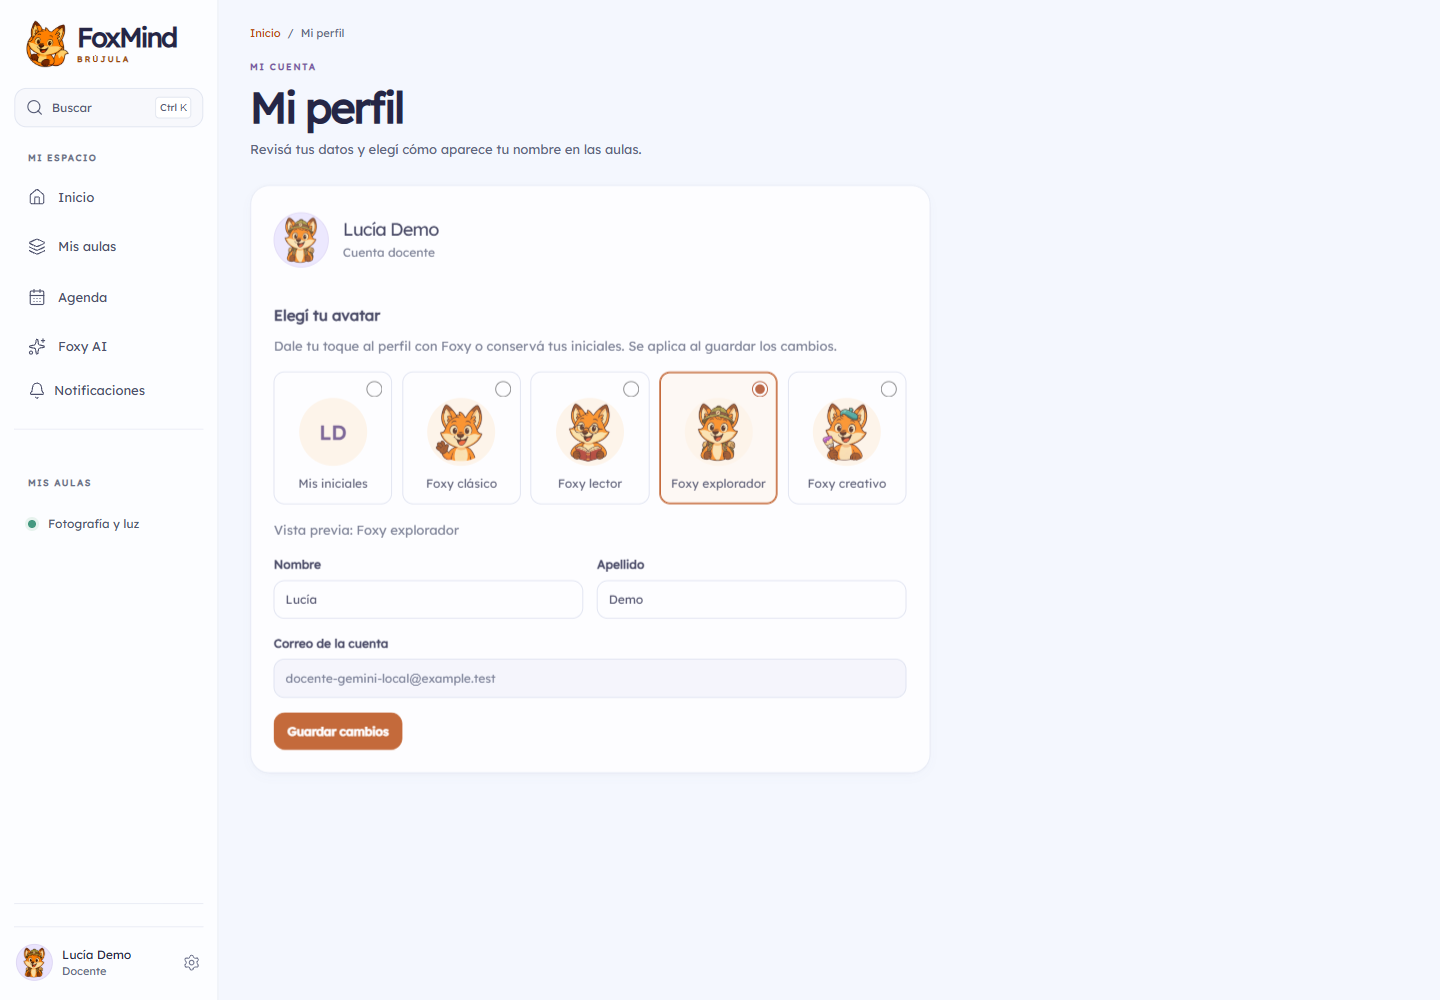 FoxMind
BRÚJULA
Buscar
Ctrl K
MI ESPACIO
Inicio
Mis aulas
Agenda
Foxy AI
Notificaciones
MIS AULAS
Fotografía y luz
Lucía Demo
Docente
Inicio / Mi perfil
MI CUENTA
Mi perfil
Revisá tus datos y elegí cómo aparece tu nombre en las aulas.
Lucía Demo
Cuenta docente
Elegí tu avatar
Dale tu toque al perfil con Foxy o conservá tus iniciales. Se aplica al guardar los cambios.
LD
Mis iniciales
Foxy clásico
Foxy lector
Foxy explorador
Foxy creativo
Vista previa: Foxy explorador
Nombre
Apellido
Lucía
Demo
Correo de la cuenta
docente-gemini-local@example.test
Guardar cambios